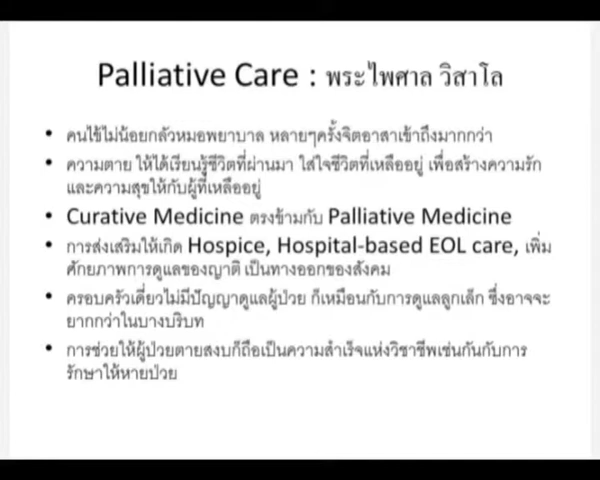 Palliative Care : พระไพศาล วิสาโล
• คนไข้ไม่น้อยกลัวหมอพยาบาล หลายๆครั้งจิตอาสาเข้าถึงมากกว่า
• ความตาย ให้ได้เรียนรู้ชีวิตที่ผ่านมา ใส่ใจชีวิตที่เหลืออยู่ เพื่อสร้างความรัก
และความสุขให้กับผู้ที่เหลืออยู่
• Curative Medicine ตรงข้ามกับ Palliative Medicine
• การส่งเสริมให้เกิด Hospice, Hospital-based EOL care, เพิ่ม
ศักยภาพการดูแลของญาติ เป็นทางออกของสังคม
• ครอบครัวเดี่ยวไม่มีปัญญาดูแลผู้ป่วย ก็เหมือนกับการดูแลลูกเล็ก ซึ่งอาจจะ
ยากกว่าในบางบริบท
• การช่วยให้ผู้ป่วยตายสงบก็ถือเป็นความสำเร็จแห่งวิชาชีพเช่นกันกับการ
รักษาให้หายป่วย